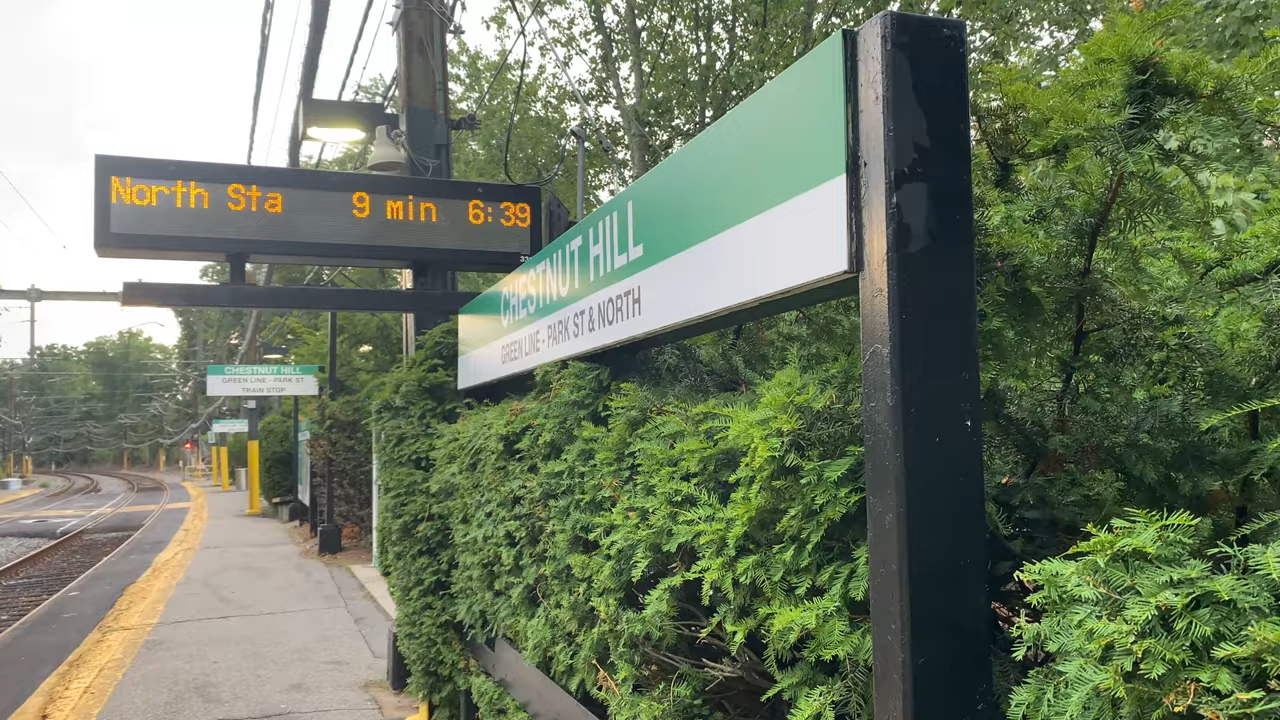 North Sta 9 min 6:39
CHESTNUT HILL
GREEN LINE - PARK ST & NORTH
CHESTNUT HILL
GREEN LINE - PARK ST
TRAIN STOP